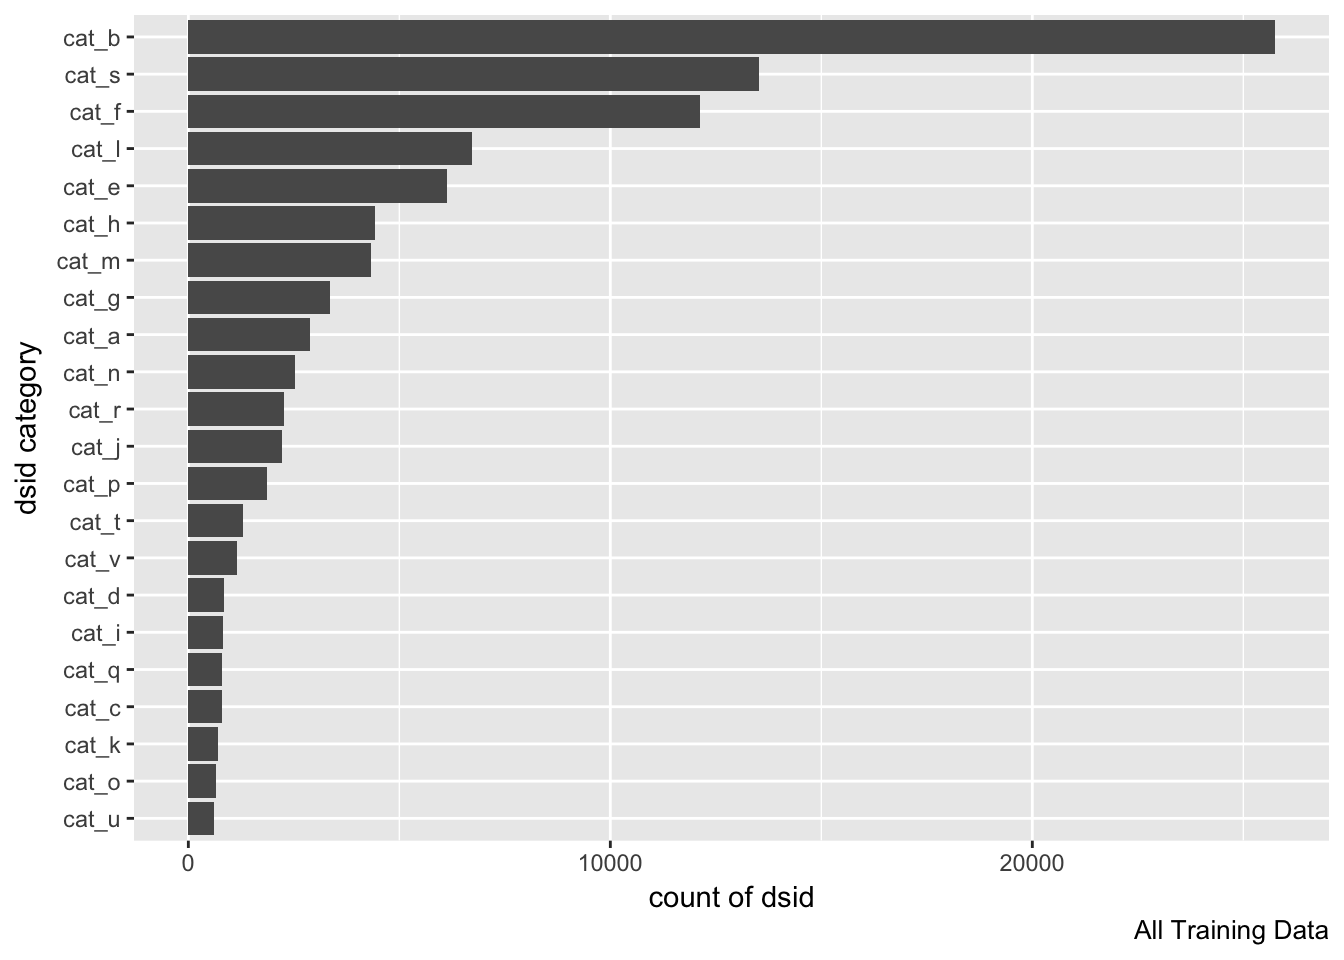 cat_b
cat_s
cat_f
cat_l
cat_e
cat_h
cat_m
cat_g
cat_a
cat_n
cat_r
cat_j
cat_p
cat_t
cat_v
cat_d
cat_i
cat_q
cat_c
cat_k
cat_o
cat_u
dsid category
0 10000 20000
count of dsid
All Training Data